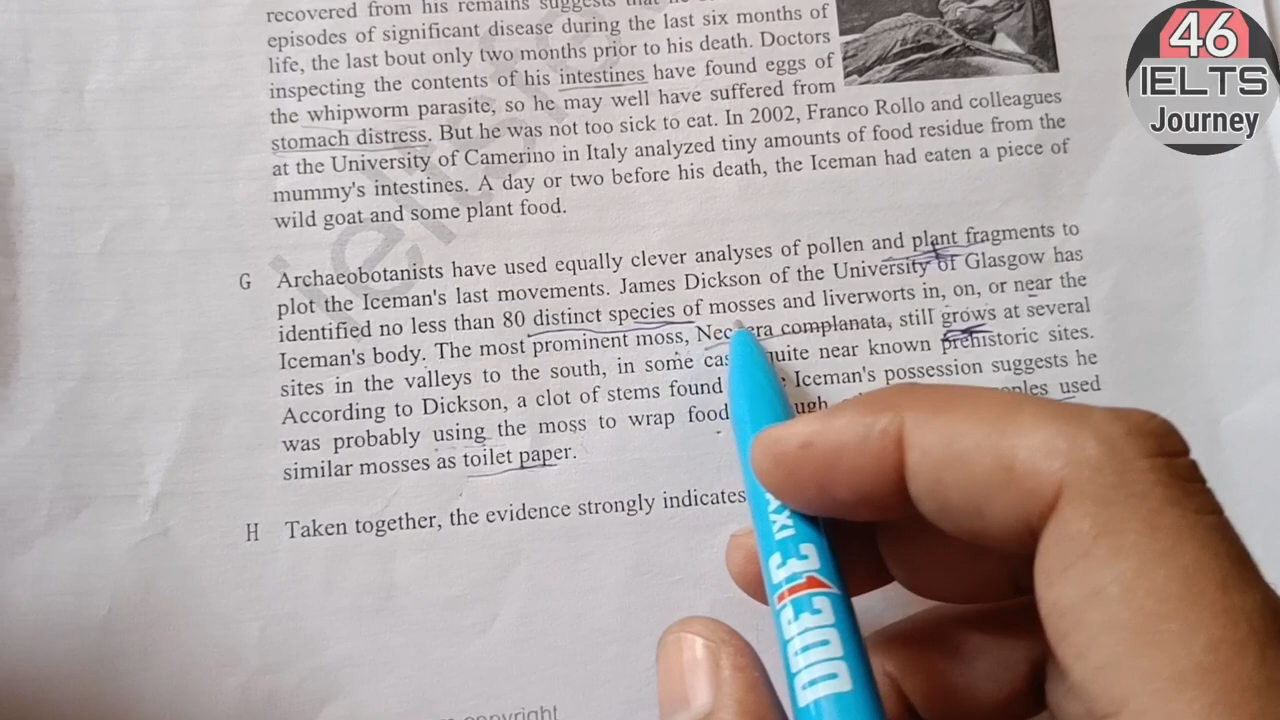 recovered from his remains suggests that he
episodes of significant disease during the last six months of
life, the last bout only two months prior to his death. Doctors
inspecting the contents of his intestines have found eggs of
the whipworm parasite, so he may well have suffered from
stomach distress. But he was not too sick to eat. In 2002, Franco Rollo and colleagues
at the University of Camerino in Italy analyzed tiny amounts of food residue from the
mummy's intestines. A day or two before his death, the Iceman had eaten a piece of
wild goat and some plant food.
G Archaeobotanists have used equally clever analyses of pollen and plant fragments to
plot the Iceman's last movements. James Dickson of the University of Glasgow has
identified no less than 80 distinct species of mosses and liverworts in, on, or near the
Iceman's body. The most prominent moss, Neckera complanata, still grows at several
sites in the valleys to the south, in some quite near known prehistoric sites.
According to Dickson, a clot of stems found Iceman's possession suggests he
was probably using the moss to wrap food used
similar mosses as toilet paper.
H Taken together, the evidence strongly indicates
copyright
46
IELTS
Journey